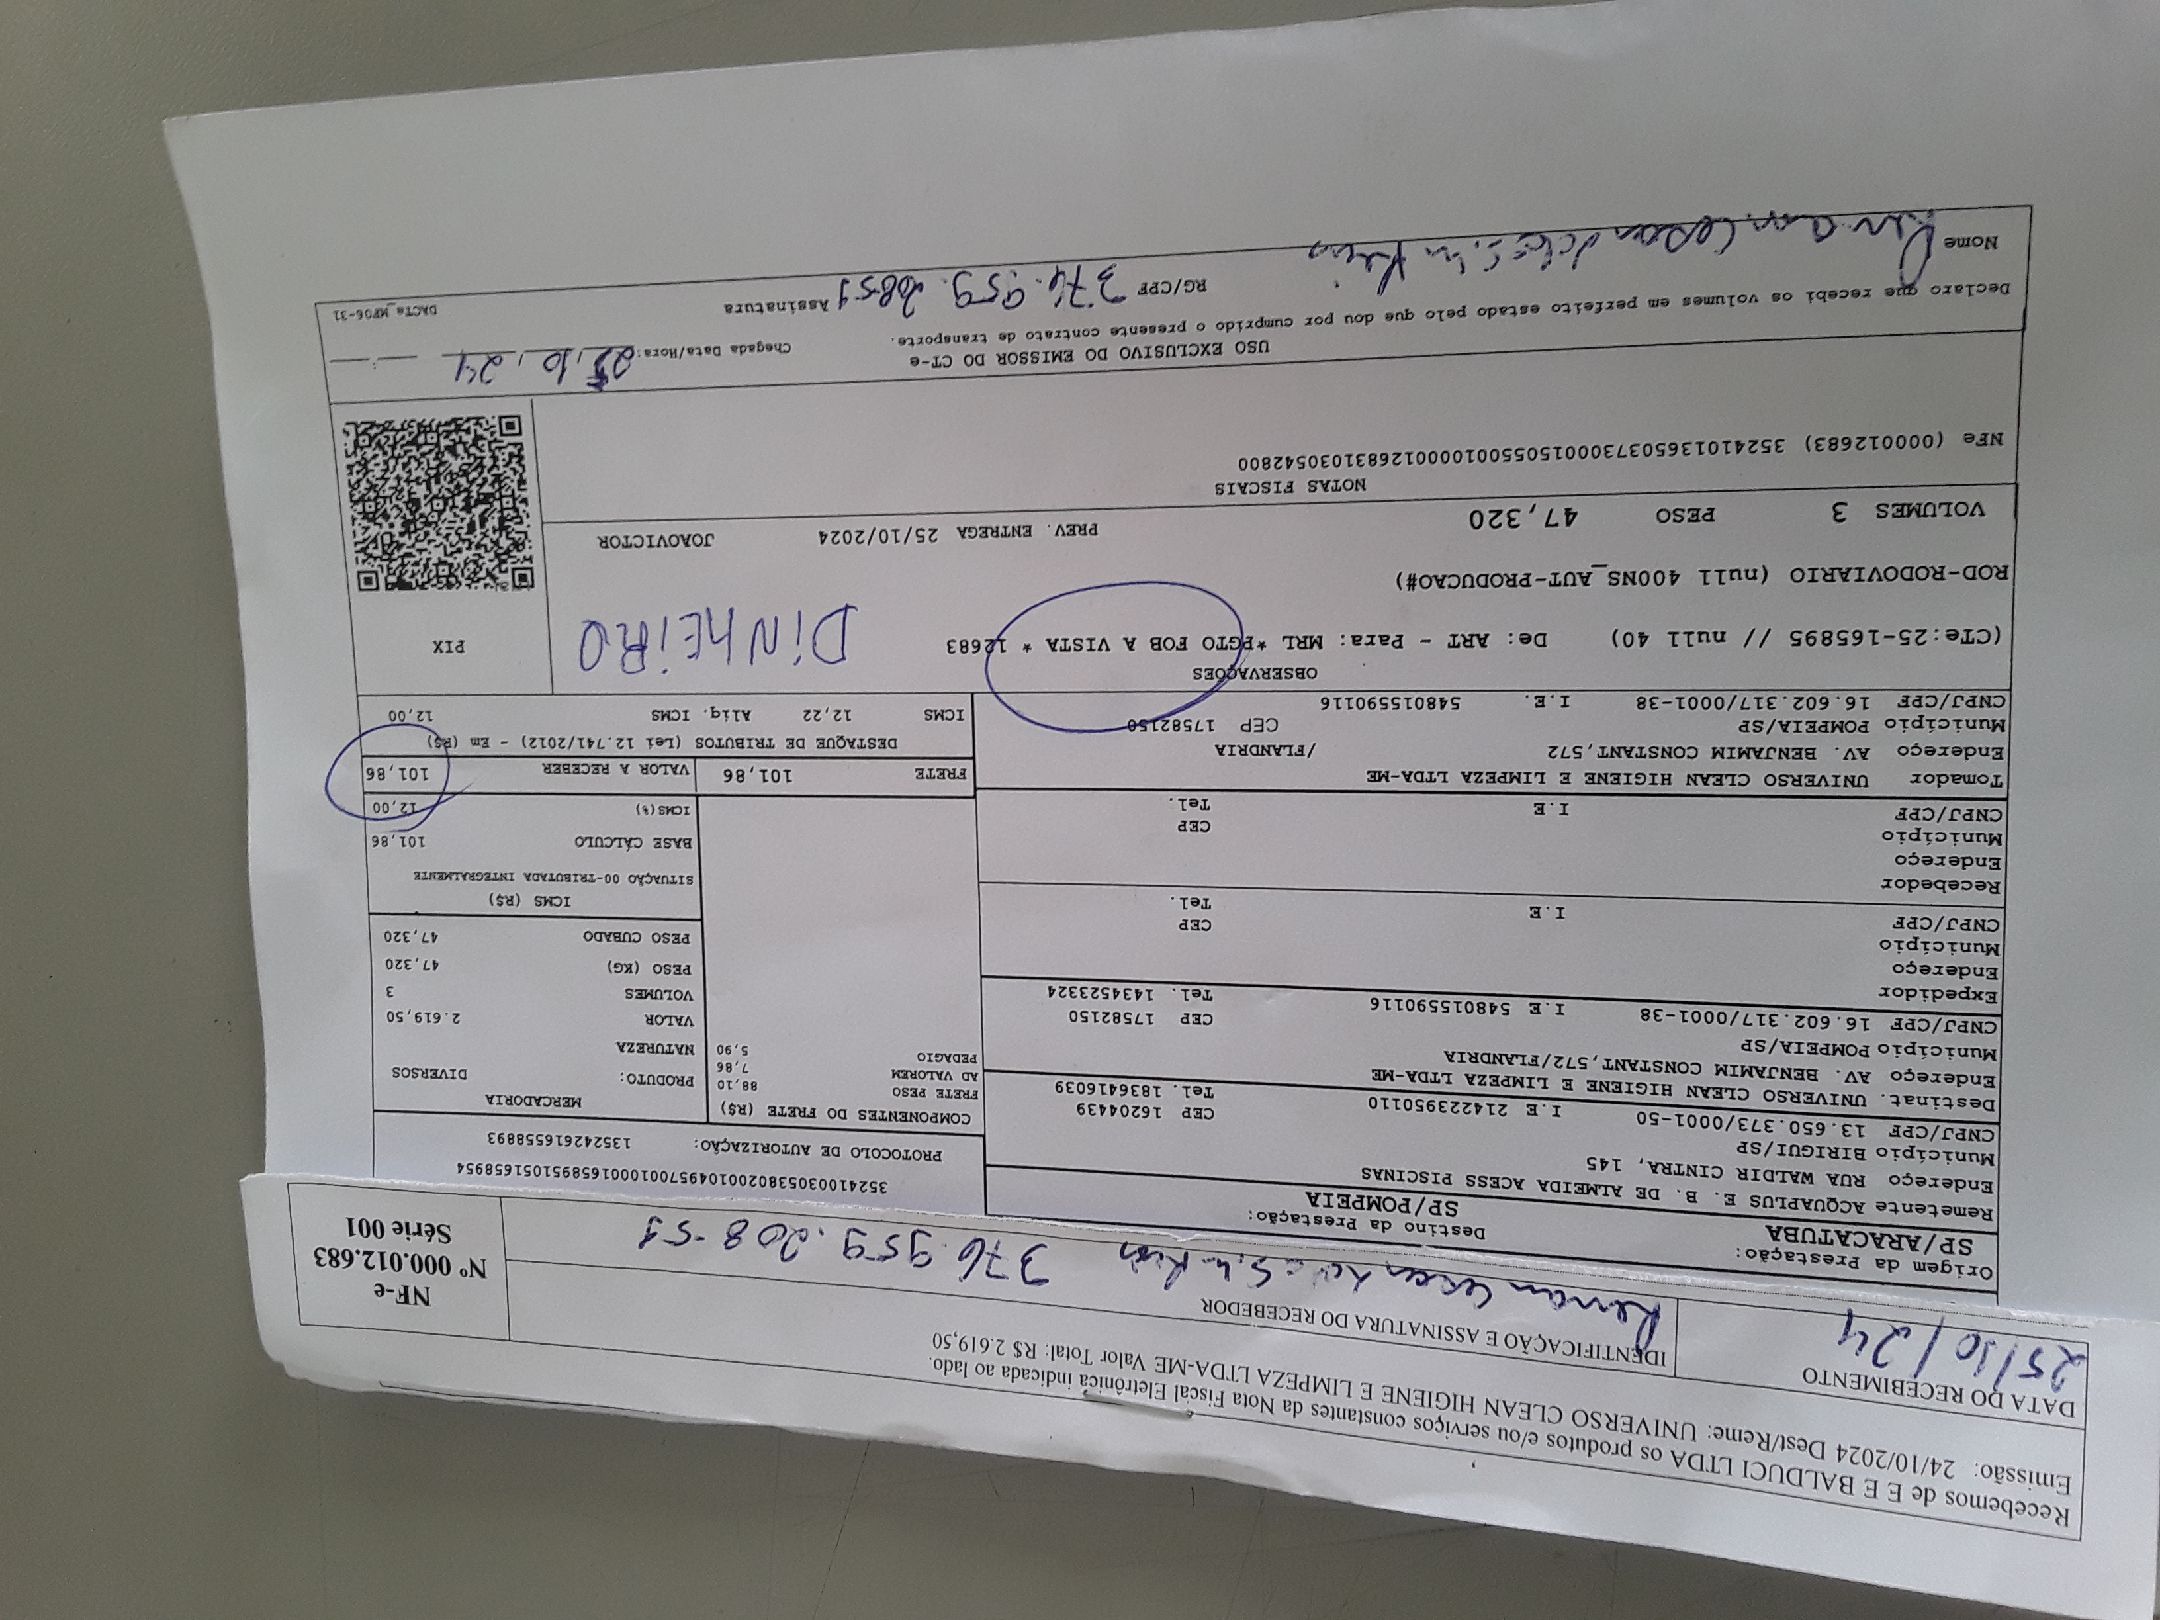 Recebemos de E E BALDUCI LTDA os produtos e/ou serviços constantes da Nota Fiscal Eletrônica indicada ao lado.
Emissão: 24/10/2024 Dest/Reme: UNIVERSO CLEAN HIGIENE E LIMPEZA LTDA-ME Valor Total: R$ 2.619,50
DATA DO RECEBIMENTO
25/10/24
IDENTIFICAÇÃO E ASSINATURA DO RECEBEDOR
Renan Cesar 376.959.208-51
NF-e
Nº 000.012.683
Série 001
Origem da Prestação:
SP/ARACATUBA
Destino da Prestação:
SP/POMPEIA
Remetente ACQUAPLUS E. B. DE ALMEIDA ACESS PISCINAS
Endereço RUA WALDIR CINTRA, 145
Município BIRIGUI/SP CEP 16204439
CNPJ/CPF 13.650.373/0001-50 I.E 214223950110 Tel. 1836416039
Destinat. UNIVERSO CLEAN HIGIENE E LIMPEZA LTDA-ME
Endereço AV. BENJAMIM CONSTANT,572/FLANDRIA
Município POMPEIA/SP CEP 17582150
CNPJ/CPF 16.602.317/0001-38 I.E 548015590116 Tel. 1434523324
Expedidor
Endereço
Município CEP
CNPJ/CPF I.E Tel.
Recebedor
Endereço
Município CEP
CNPJ/CPF I.E Tel.
Tomador UNIVERSO CLEAN HIGIENE E LIMPEZA LTDA-ME
Endereço AV. BENJAMIM CONSTANT,572 /FLANDRIA
Município POMPEIA/SP CEP 17582150
CNPJ/CPF 16.602.317/0001-38 I.E. 548015590116
35241003053802001049570010001658951051658954
PROTOCOLO DE AUTORIZAÇÃO: 135242616558893
COMPONENTES DO FRETE (R$)
FRETE PESO 88,10
AD VALOREM 7,86
PEDAGIO 5,90
MERCADORIA
PRODUTO: DIVERSOS
NATUREZA
VALOR 2.619,50
VOLUMES 3
PESO (KG) 47,320
PESO CUBADO 47,320
ICMS (R$)
SITUAÇÃO 00-TRIBUTADA INTEGRALMENTE
BASE CÁLCULO 101,86
ICMS(%) 12,00
FRETE 101,86 VALOR A RECEBER 101,86
DESTAQUE DE TRIBUTOS (Lei 12.741/2012) - Em (R$)
ICMS 12,22 Aliq. ICMS 12,00
OBSERVAÇÕES
(CTe:25-165895 // null 40) De: ART - Para: MRL *PGTO FOB A VISTA * 12683
DINHEIRO
PIX
ROD-RODOVIARIO (null 400NS_AUT-PRODUCAO#)
VOLUMES 3 PESO 47,320 PREV. ENTREGA 25/10/2024 JOAOVICTOR
NOTAS FISCAIS
NFe (000012683) 35241013650373000150550010000126831030542800
USO EXCLUSIVO DO EMISSOR DO CT-e
Chegada Data/Hora: 25,10,24
Declaro que recebi os volumes em perfeito estado pelo que dou por cumprido o presente contrato de transporte.
Nome Renan Cesar RG/CPF 376.959.20851 Assinatura
DACTe_MP06-31